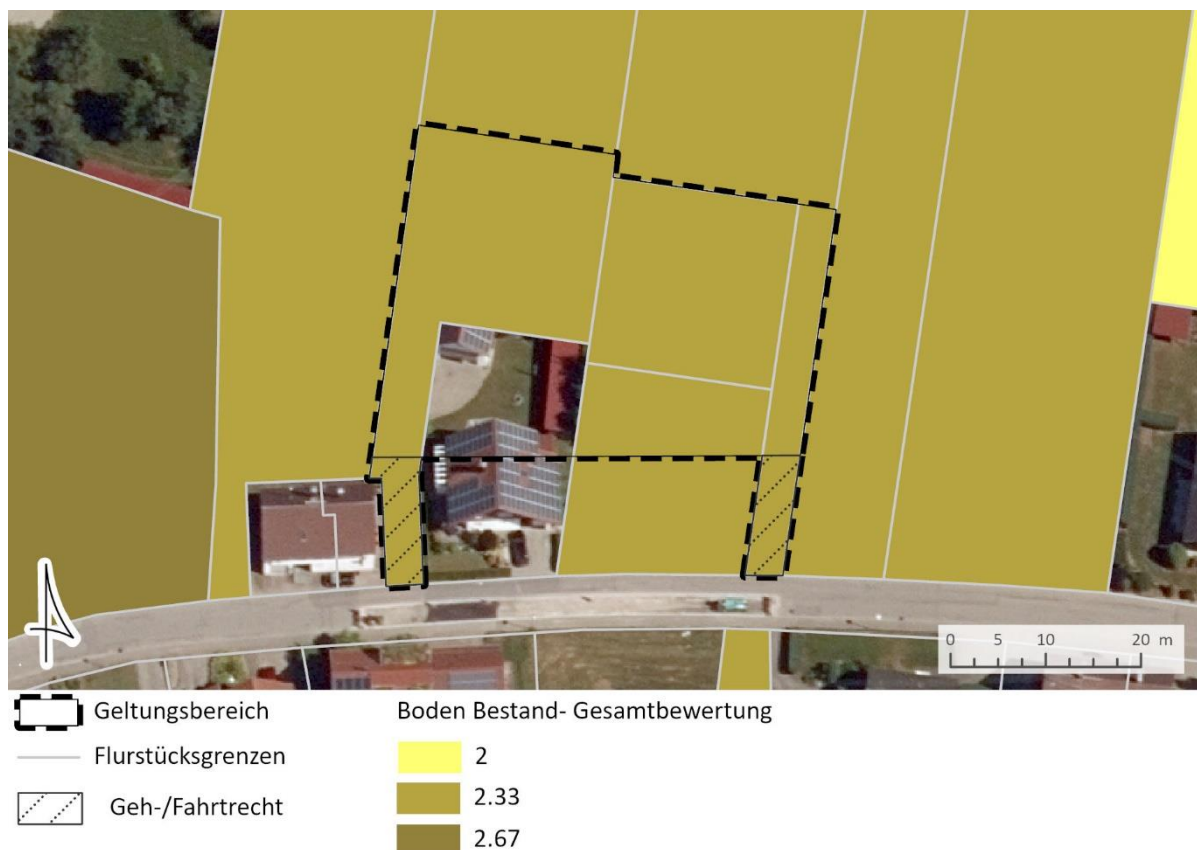 0 5 10 20 m
Geltungsbereich
Flurstücksgrenzen
Geh-/Fahrtrecht
Boden Bestand- Gesamtbewertung
2
2.33
2.67